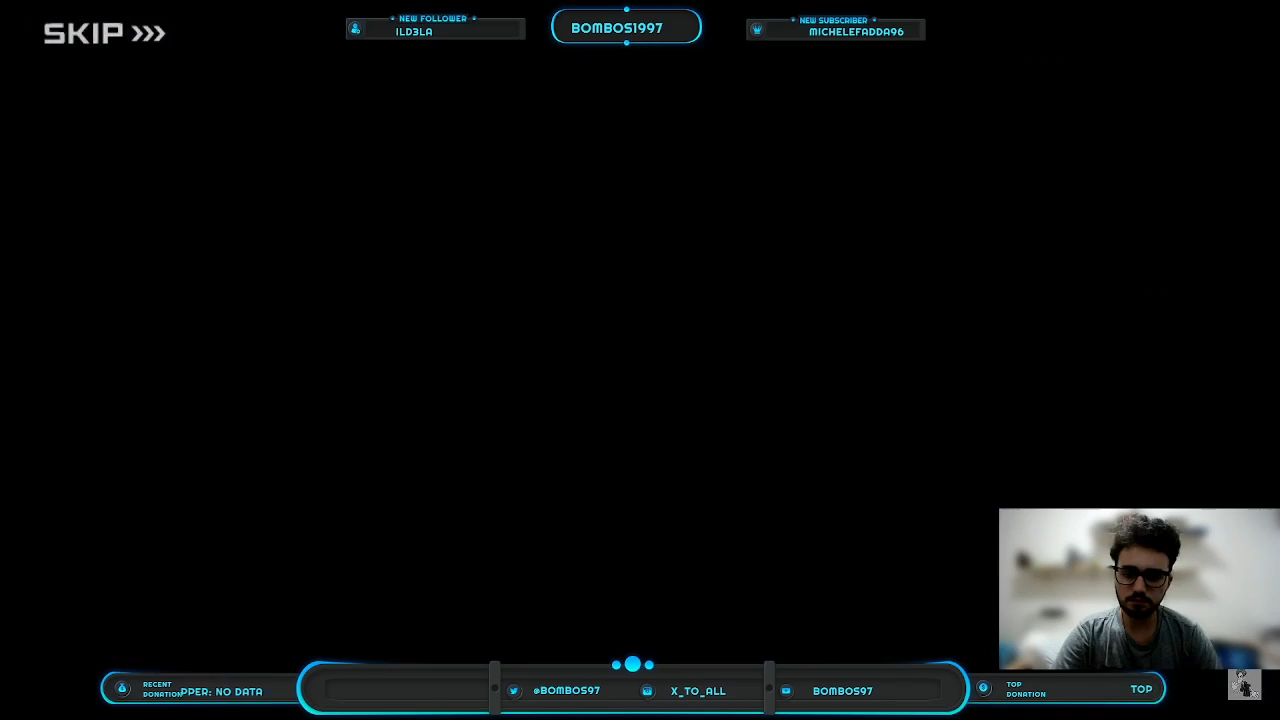 SKIP >>>
NEW FOLLOWER
ILD3LA
BOMBOS1997
NEW SUBSCRIBER
MICHELEFADDA96
RECENT
DONATION
PPER: NO DATA
@BOMBOS97
X_TO_ALL
BOMBOS97
TOP
DONATION
TOP